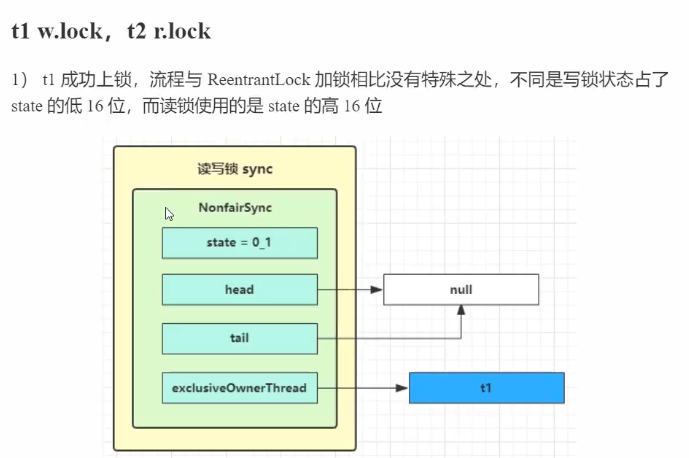 t1 w.lock，t2 r.lock
1） t1 成功上锁，流程与 ReentrantLock 加锁相比没有特殊之处，不同是写锁状态占了
state 的低 16 位，而读锁使用的是 state 的高 16 位
读写锁 sync
NonfairSync
state = 0_1
head
null
tail
exclusiveOwnerThread
t1